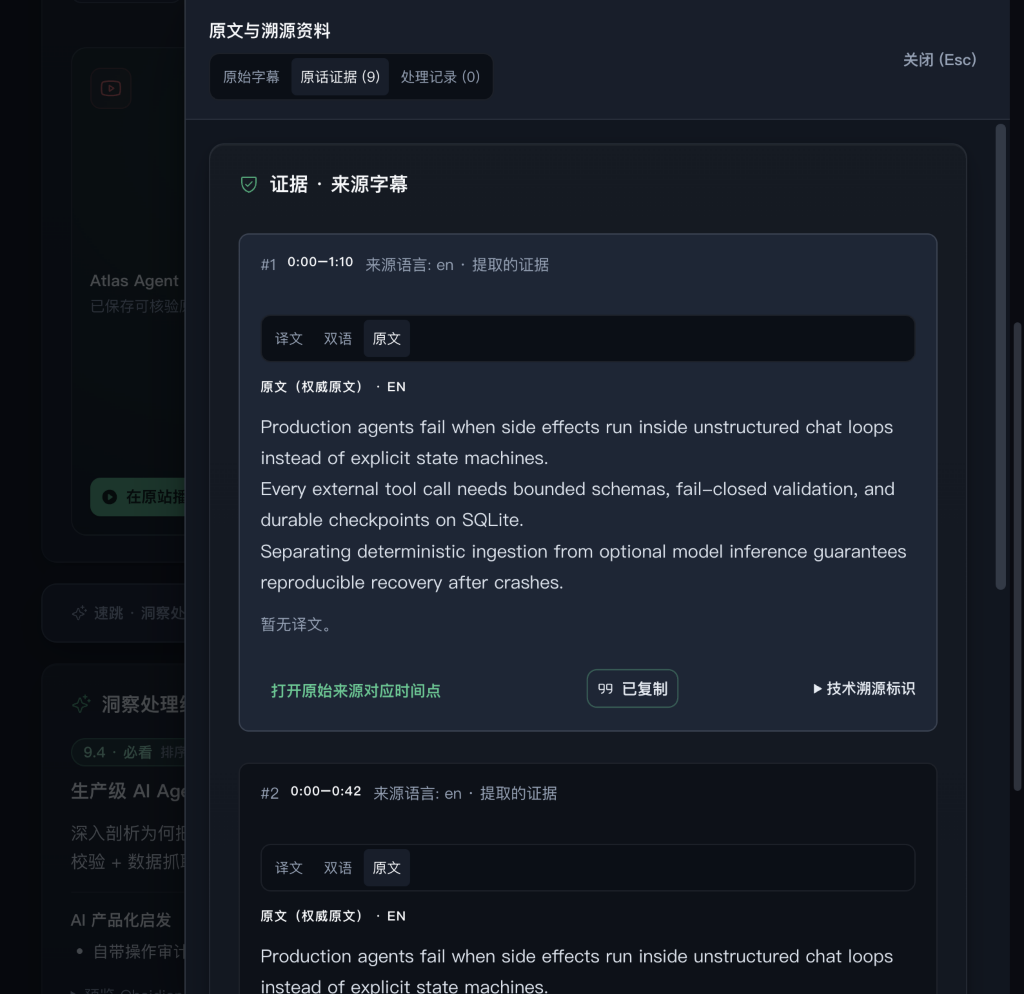 原文与溯源资料
原始字幕 原话证据 (9) 处理记录 (0)
关闭 (Esc)
证据 · 来源字幕
#1 0:00—1:10 来源语言: en · 提取的证据
译文 双语 原文
原文（权威原文） · EN
Production agents fail when side effects run inside unstructured chat loops
instead of explicit state machines.
Every external tool call needs bounded schemas, fail-closed validation, and
durable checkpoints on SQLite.
Separating deterministic ingestion from optional model inference guarantees
reproducible recovery after crashes.
暂无译文。
打开原始来源对应时间点 已复制 ▶ 技术溯源标识
#2 0:00—0:42 来源语言: en · 提取的证据
译文 双语 原文
原文（权威原文） · EN
Production agents fail when side effects run inside unstructured chat loops
instead of explicit state machines.
Atlas Agent
已保存可核验
在原站
速跳 · 洞察处
洞察处理
9.4 · 必看 排序
生产级 AI Age
深入剖析为何
校验 + 数据抓
AI 产品化启发
• 自带操作审计